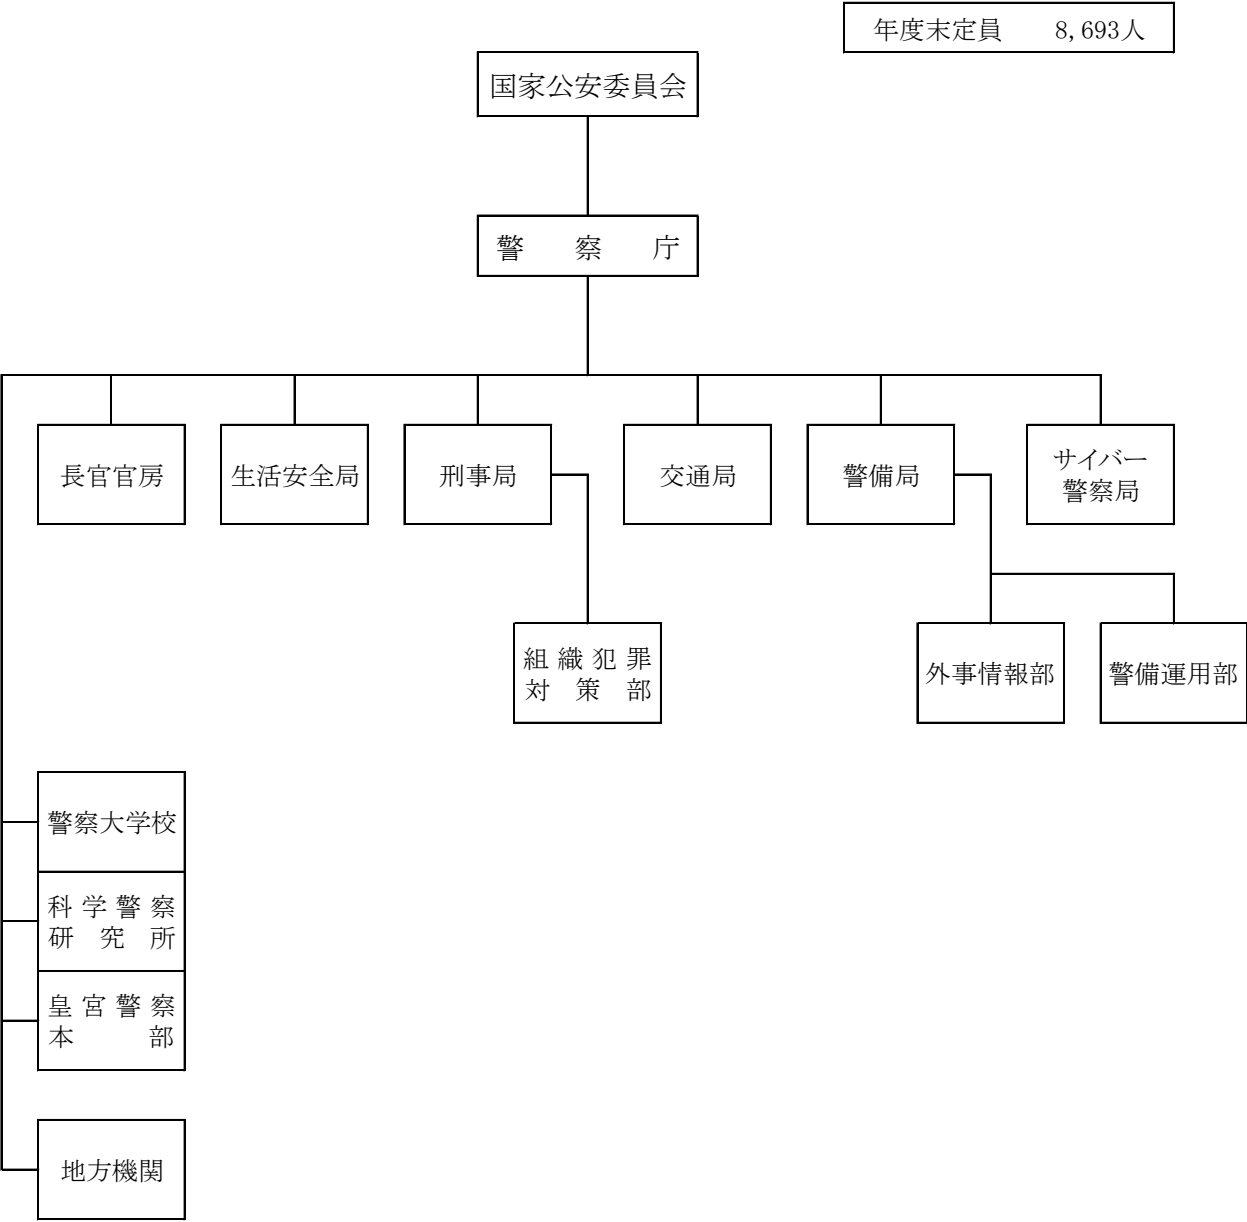 年度末定員　　8,693人
国家公安委員会
警　察　庁
長官官房
生活安全局
刑事局
交通局
警備局
サイバー
警察局
組織犯罪
対策部
外事情報部
警備運用部
警察大学校
科学警察
研究所
皇宮警察
本部
地方機関